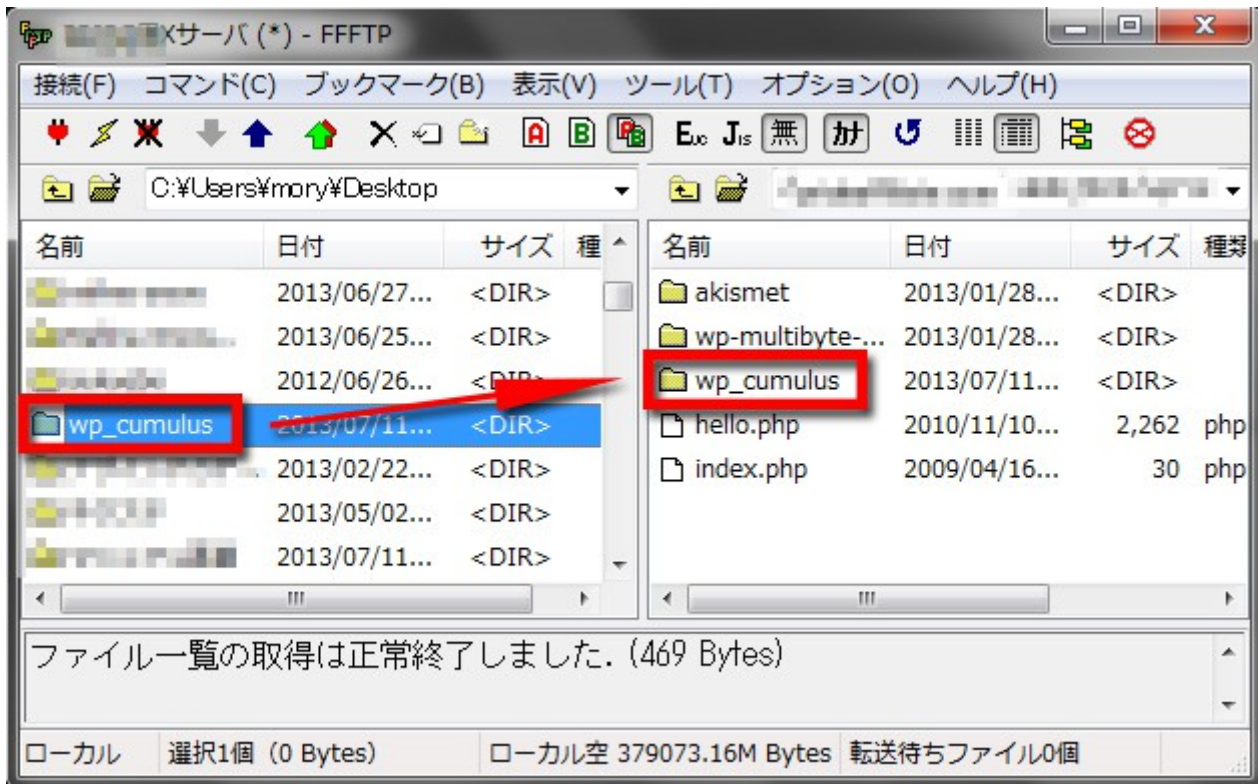 Xサーバ (*) - FFFTP
接続(F) コマンド(C) ブックマーク(B) 表示(V) ツール(T) オプション(O) ヘルプ(H)
A B B Euc Jis 無 カナ
C:¥Users¥mory¥Desktop
名前 日付 サイズ 種
2013/06/27... <DIR>
2013/06/25... <DIR>
2012/06/26... <DIR>
wp_cumulus 2013/07/11... <DIR>
2013/02/22... <DIR>
2013/05/02... <DIR>
2013/07/11... <DIR>
名前 日付 サイズ 種類
akismet 2013/01/28... <DIR>
wp-multibyte-... 2013/01/28... <DIR>
wp_cumulus 2013/07/11... <DIR>
hello.php 2010/11/10... 2,262 php
index.php 2009/04/16... 30 php
ファイル一覧の取得は正常終了しました. (469 Bytes)
ローカル 選択1個 (0 Bytes) ローカル空 379073.16M Bytes 転送待ちファイル0個